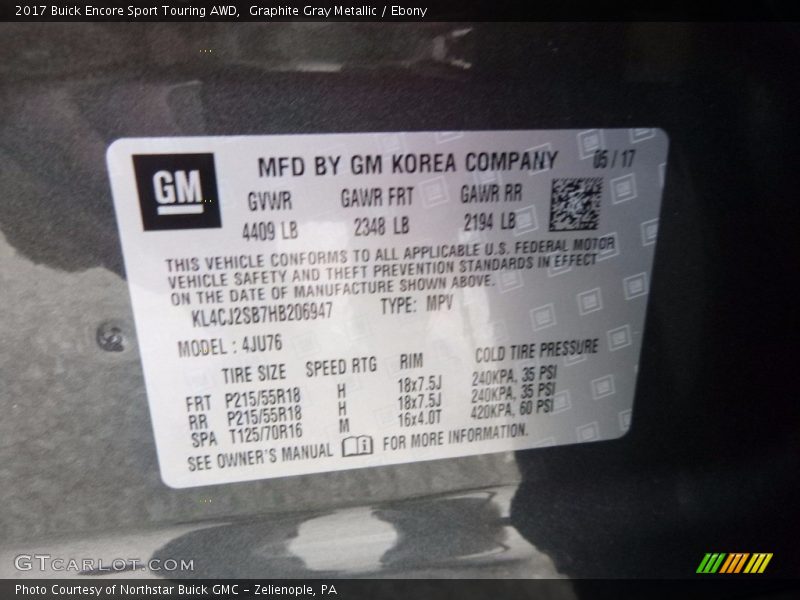 2017 Buick Encore Sport Touring AWD,  Graphite Gray Metallic / Ebony
GM
MFD BY GM KOREA COMPANY 05 / 17
GVWR GAWR FRT GAWR RR
4409 LB 2348 LB 2194 LB
THIS VEHICLE CONFORMS TO ALL APPLICABLE U.S. FEDERAL MOTOR
VEHICLE SAFETY AND THEFT PREVENTION STANDARDS IN EFFECT
ON THE DATE OF MANUFACTURE SHOWN ABOVE.
KL4CJ2SB7HB206947 TYPE: MPV
MODEL : 4JU76
TIRE SIZE SPEED RTG RIM COLD TIRE PRESSURE
FRT P215/55R18 H 18x7.5J 240KPA, 35 PSI
RR P215/55R18 H 18x7.5J 240KPA, 35 PSI
SPA T125/70R16 M 16x4.0T 420KPA, 60 PSI
SEE OWNER'S MANUAL FOR MORE INFORMATION.
GTcarlot.com
Photo Courtesy of Northstar Buick GMC - Zelienople, PA